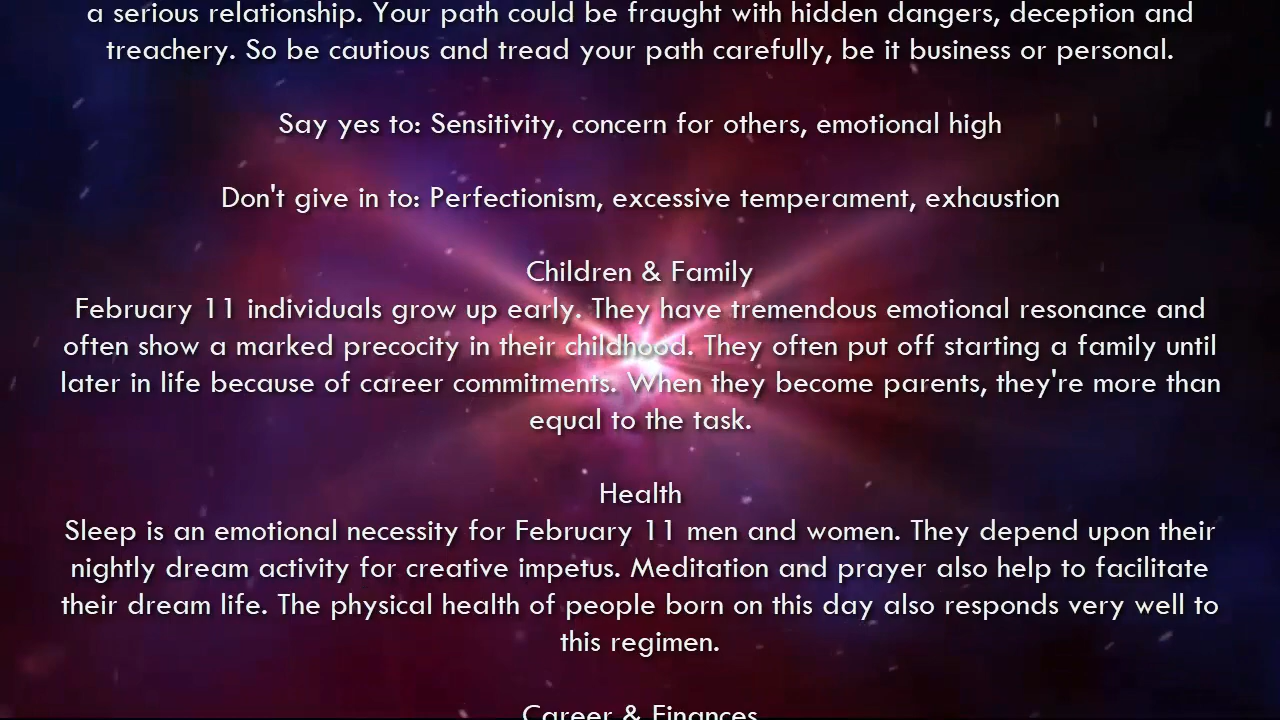 a serious relationship. Your path could be fraught with hidden dangers, deception and
treachery. So be cautious and tread your path carefully, be it business or personal.
Say yes to: Sensitivity, concern for others, emotional high
Don't give in to: Perfectionism, excessive temperament, exhaustion
Children & Family
February 11 individuals grow up early. They have tremendous emotional resonance and
often show a marked precocity in their childhood. They often put off starting a family until
later in life because of career commitments. When they become parents, they're more than
equal to the task.
Health
Sleep is an emotional necessity for February 11 men and women. They depend upon their
nightly dream activity for creative impetus. Meditation and prayer also help to facilitate
their dream life. The physical health of people born on this day also responds very well to
this regimen.
Career & Finances